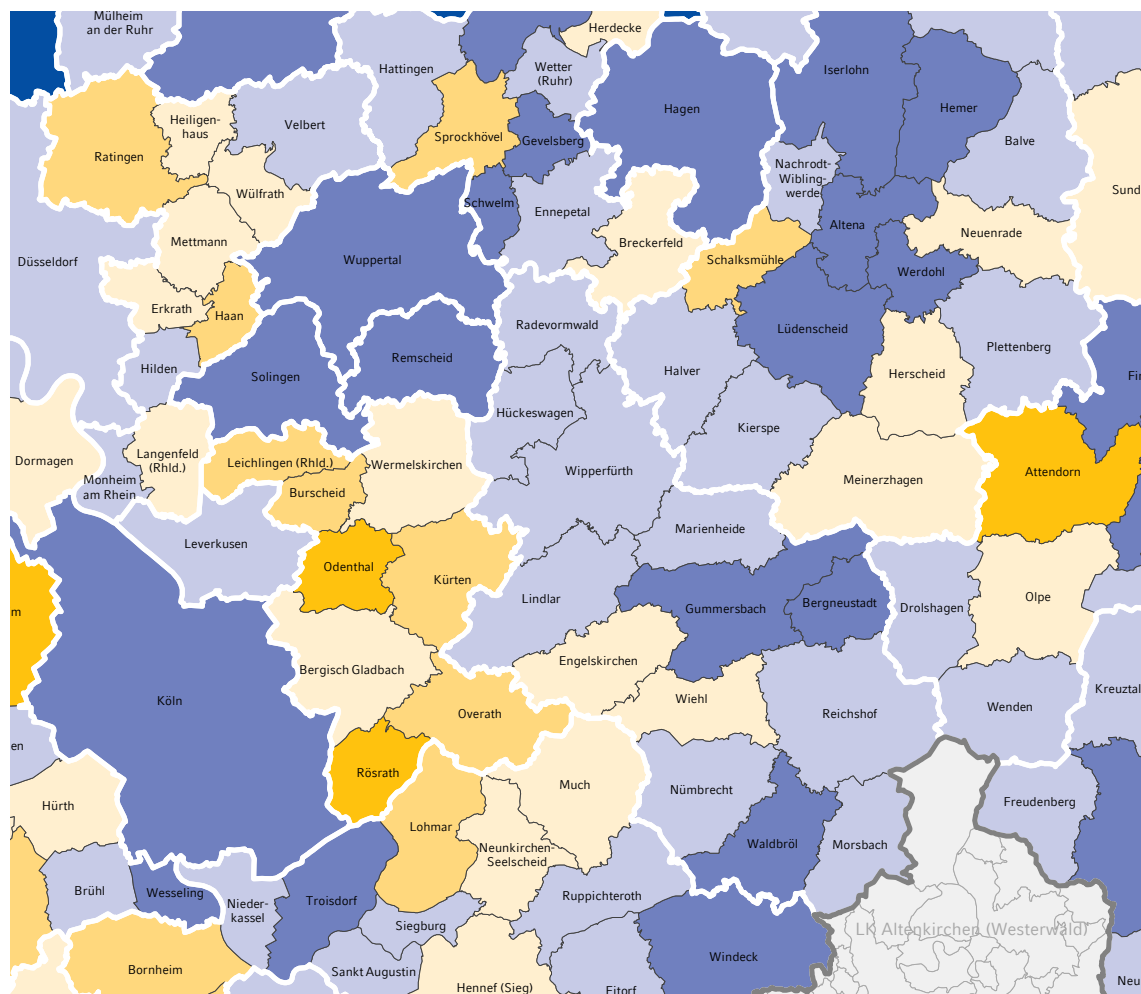 Mülheim
an der Ruhr
Herdecke
Hattingen
Wetter
(Ruhr)
Iserlohn
Hagen
Hemer
Heiligen-
haus
Velbert
Sprockhövel
Gevelsberg
Balve
Ratingen
Nachrodt-
Wibling-
werde
Sund
Wülfrath
Schwelm
Ennepetal
Altena
Neuenrade
Mettmann
Breckerfeld
Düsseldorf
Wuppertal
Schalksmühle
Werdohl
Erkrath
Haan
Radevormwald
Lüdenscheid
Plettenberg
Remscheid
Hilden
Solingen
Halver
Herscheid
Fin
Hückeswagen
Kierspe
Dormagen
Langenfeld
(Rhld.)
Leichlingen (Rhld.)
Wermelskirchen
Wipperfürth
Attendorn
Monheim
am Rhein
Burscheid
Meinerzhagen
Leverkusen
Marienheide
Odenthal
Kürten
Lindlar
Gummersbach
Bergneustadt
Drolshagen
Olpe
m
Bergisch Gladbach
Engelskirchen
Köln
Wiehl
Kreuztal
Overath
Reichshof
Wenden
en
Rösrath
Much
Nümbrecht
Hürth
Freudenberg
Lohmar
Neunkirchen-
Seelscheid
Waldbröl
Morsbach
Brühl
Wesseling
Nieder-
kassel
Troisdorf
Ruppichteroth
Siegburg
LK Altenkirchen (Westerwald)
Bornheim
Sankt Augustin
Windeck
Hennef (Sieg)
Eitorf
Neu